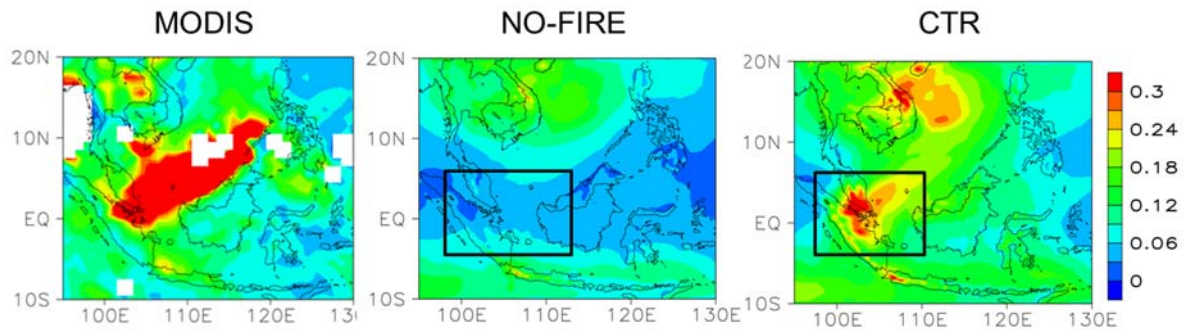 MODIS NO-FIRE CTR
20N 20N 20N
10N 10N 10N
EQ EQ EQ
10S 10S 10S
100E 110E 120E 130E 100E 110E 120E 130E 100E 110E 120E 130E
0.3
0.24
0.18
0.12
0.06
0